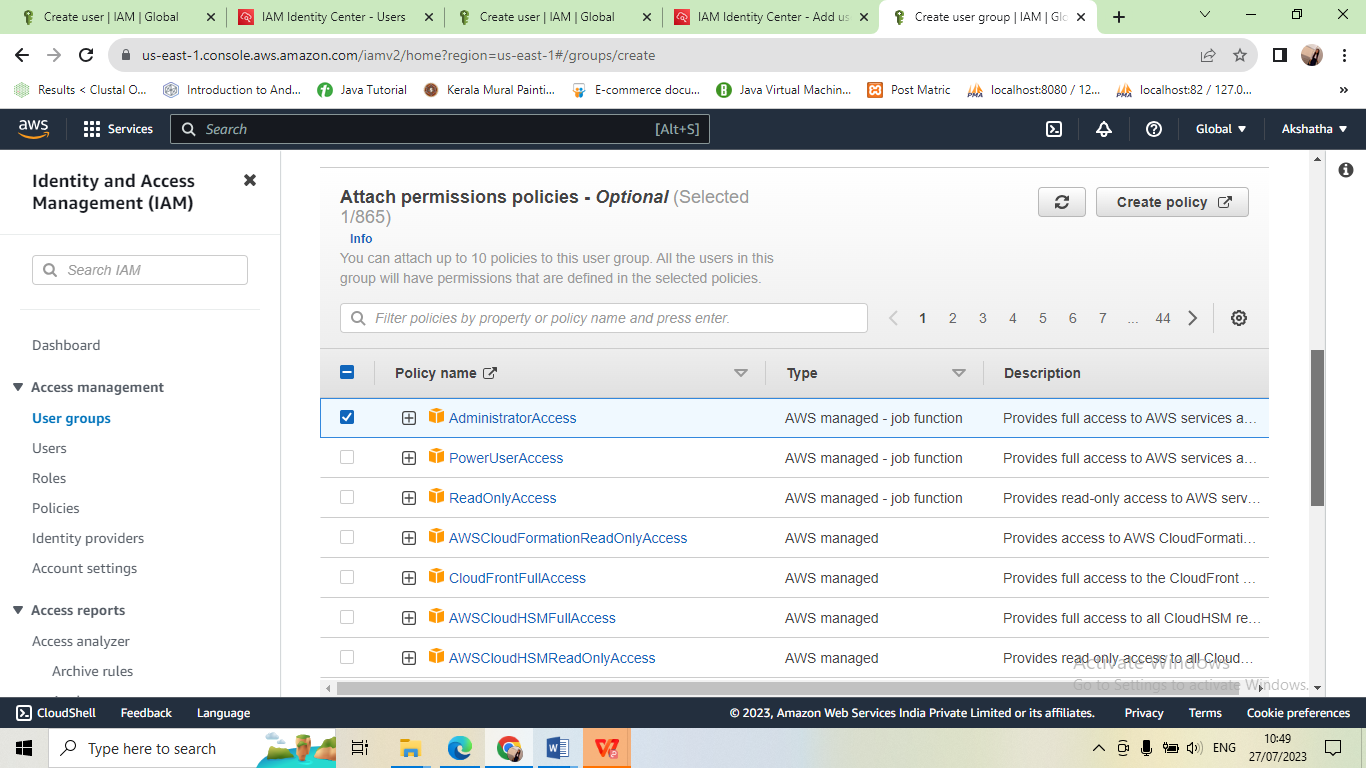 Create user | IAM | Global
IAM Identity Center - Users
Create user | IAM | Global
IAM Identity Center - Add us
Create user group | IAM | Glo
us-east-1.console.aws.amazon.com/iamv2/home?region=us-east-1#/groups/create
Results < Clustal O...
Introduction to And...
Java Tutorial
Kerala Mural Painti...
E-commerce docu...
Java Virtual Machin...
Post Matric
localhost:8080 / 12...
localhost:82 / 127.0...
»
aws
Services
Search
[Alt+S]
Global
Akshatha
Identity and Access
Management (IAM)
Search IAM
Dashboard
Access management
User groups
Users
Roles
Policies
Identity providers
Account settings
Access reports
Access analyzer
Archive rules
Attach permissions policies - Optional (Selected
1/865)
Info
You can attach up to 10 policies to this user group. All the users in this
group will have permissions that are defined in the selected policies.
Create policy
Filter policies by property or policy name and press enter.
1 2 3 4 5 6 7 ... 44
Policy name Type Description
AdministratorAccess AWS managed - job function Provides full access to AWS services a...
PowerUserAccess AWS managed - job function Provides full access to AWS services a...
ReadOnlyAccess AWS managed - job function Provides read-only access to AWS serv...
AWSCloudFormationReadOnlyAccess AWS managed Provides access to AWS CloudFormati...
CloudFrontFullAccess AWS managed Provides full access to the CloudFront ...
AWSCloudHSMFullAccess AWS managed Provides full access to all CloudHSM re...
AWSCloudHSMReadOnlyAccess AWS managed Provides read only access to all Cloud...
Activate Windows
Go to Settings to activate Windows.
CloudShell
Feedback
Language
© 2023, Amazon Web Services India Private Limited or its affiliates.
Privacy
Terms
Cookie preferences
Type here to search
ENG
10:49
27/07/2023